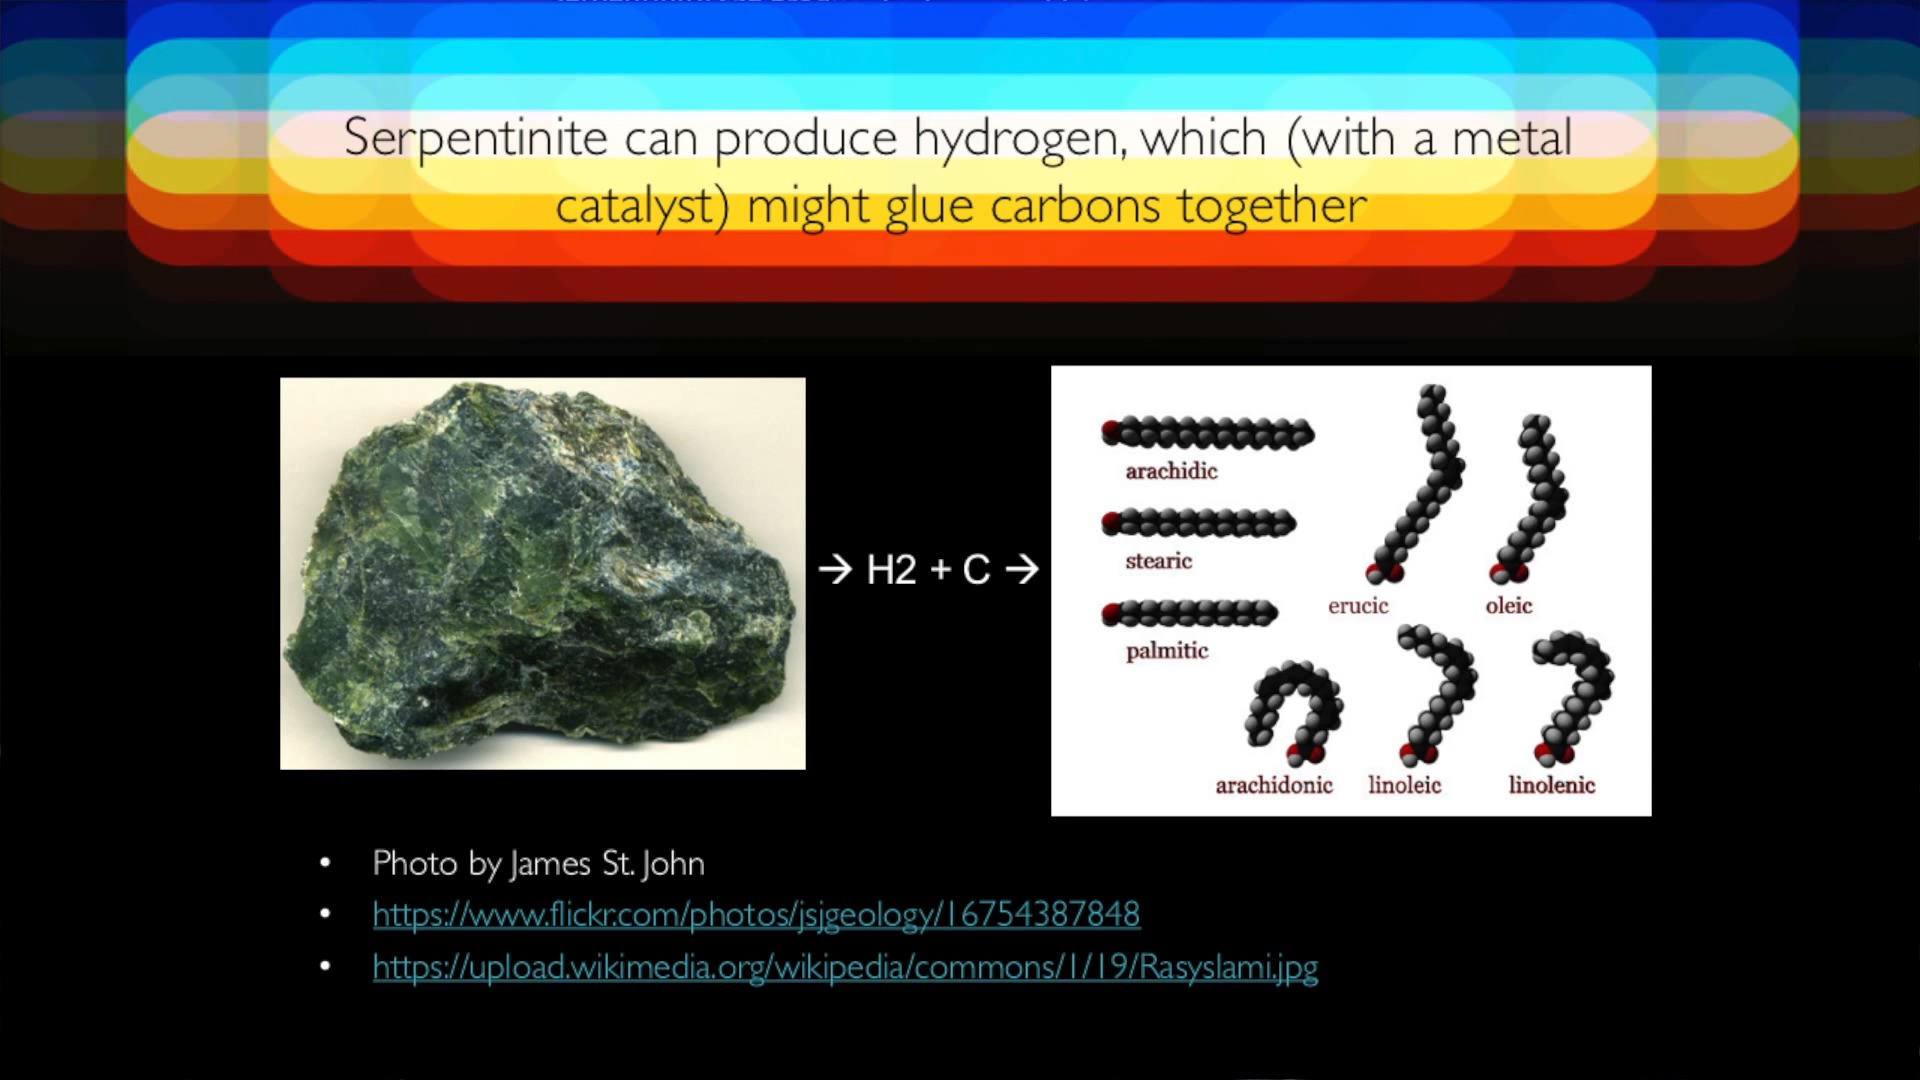 Serpentinite can produce hydrogen, which (with a metal
catalyst) might glue carbons together
→ H2 + C →
arachidic
stearic
palmitic
erucic
oleic
arachidonic
linoleic
linolenic
• Photo by James St. John
• https://www.flickr.com/photos/jsjgeology/16754387848
• https://upload.wikimedia.org/wikipedia/commons/1/19/Rasyslami.jpg